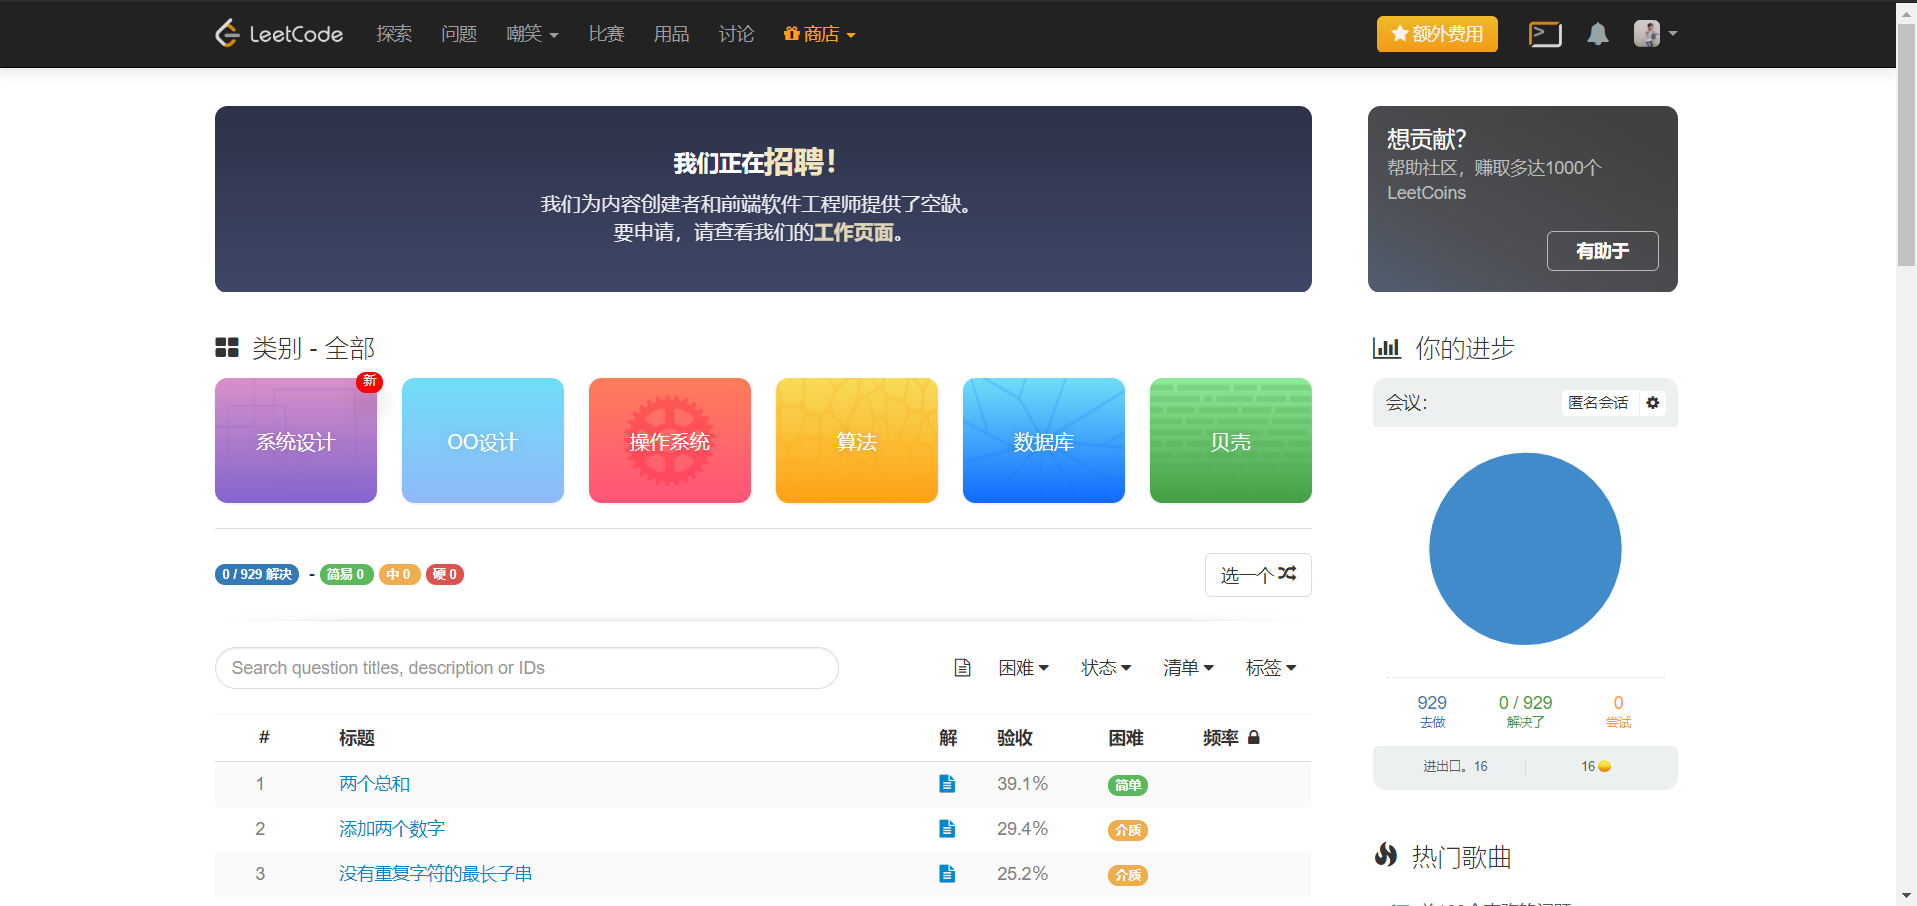 LeetCode 探索 问题 嘲笑 比赛 用品 讨论 商店 额外费用
我们正在招聘！
我们为内容创建者和前端软件工程师提供了空缺。
要申请，请查看我们的工作页面。
想贡献？
帮助社区，赚取多达1000个
LeetCoins
有助于
类别 - 全部
新
系统设计
OO设计
操作系统
算法
数据库
贝壳
0 / 929 解决 - 简易 0 中 0 硬 0
选一个
Search question titles, description or IDs
困难 状态 清单 标签
# 标题 解 验收 困难 频率
1 两个总和 39.1% 简单
2 添加两个数字 29.4% 介质
3 没有重复字符的最长子串 25.2% 介质
你的进步
会议： 匿名会话
929 0 / 929 0
去做 解决了 尝试
进出口。16 16
热门歌曲